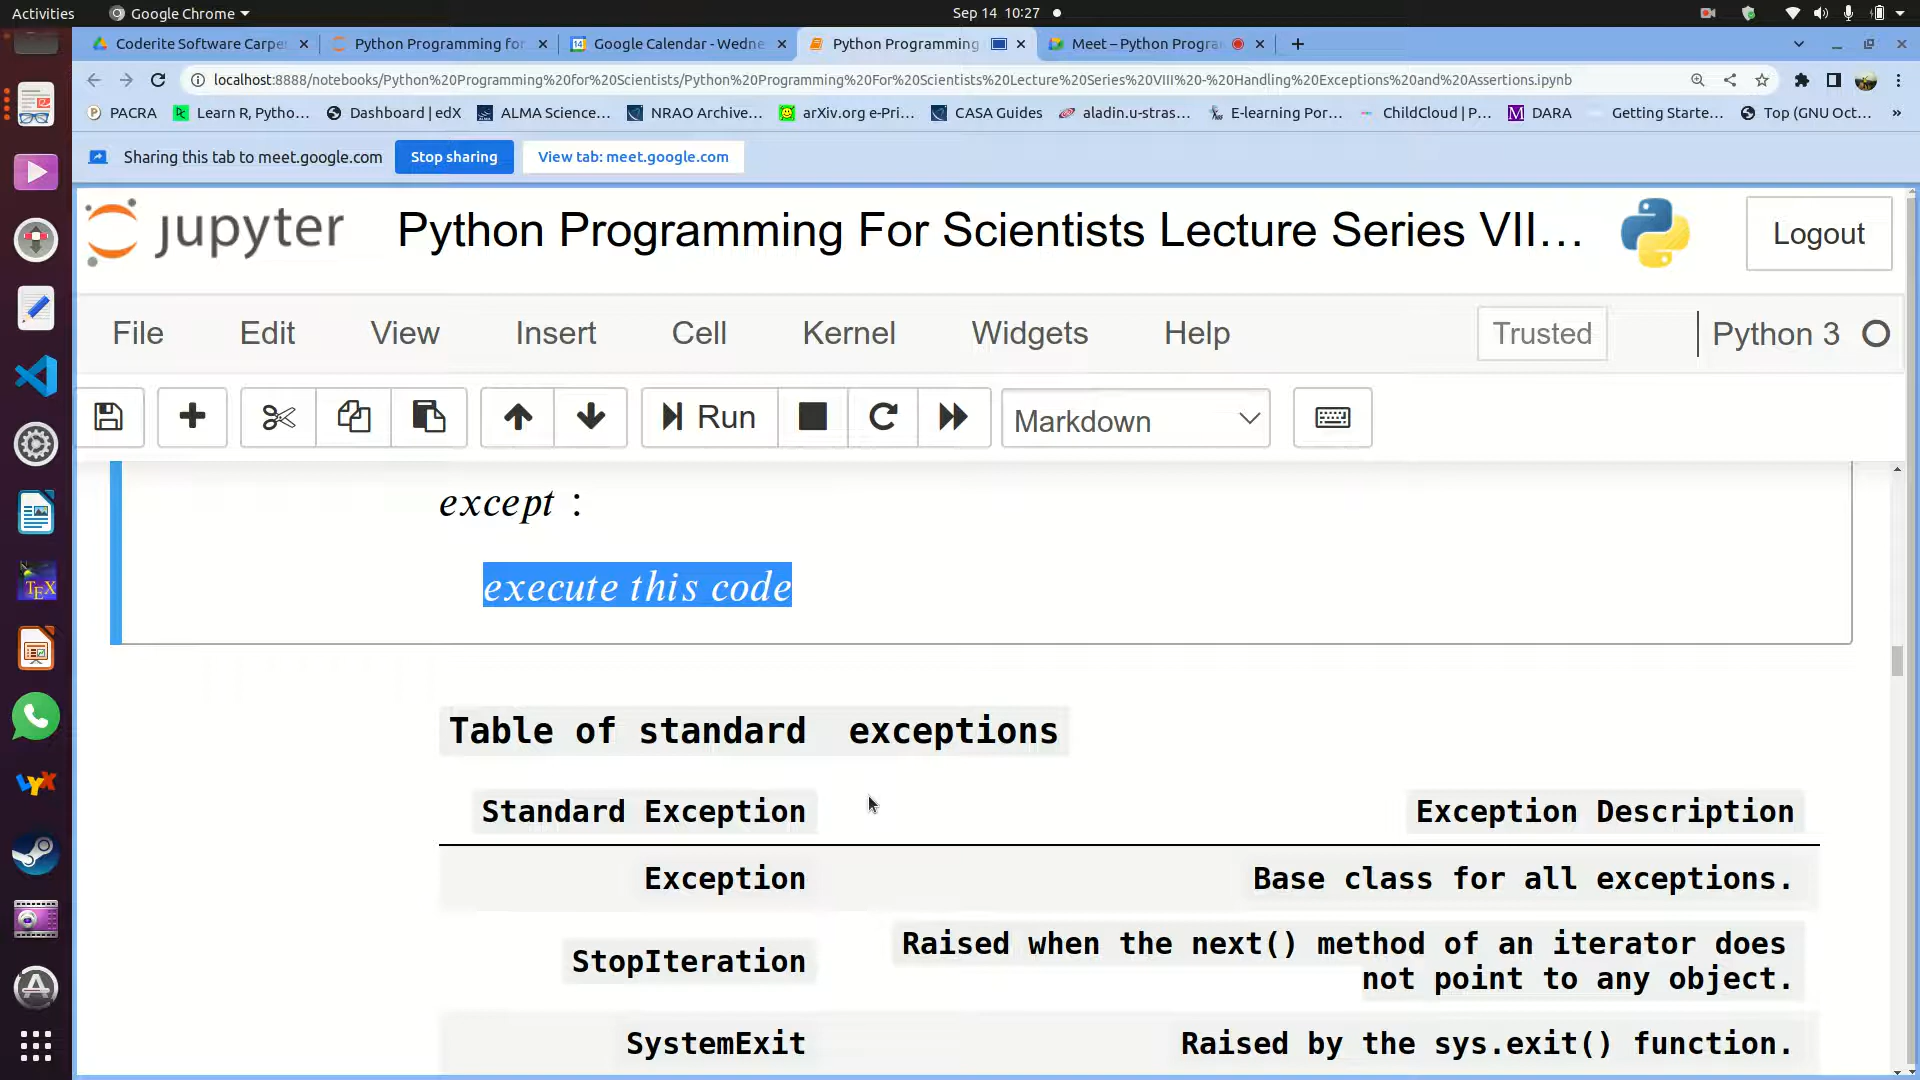 Activities
Google Chrome
Sep 14 10:27
Coderite Software Carpe
Python Programming for
Google Calendar - Wedne
Python Programming
Meet – Python Progra
localhost:8888/notebooks/Python%20Programming%20for%20Scientists/Python%20Programming%20For%20Scientists%20Lecture%20Series%20VIII%20-%20Handling%20Exceptions%20and%20Assertions.ipynb
PACRA
Learn R, Pytho...
Dashboard | edX
ALMA Science...
NRAO Archive...
arXiv.org e-Pri...
CASA Guides
aladin.u-stras...
E-learning Por...
ChildCloud | P...
DARA
Getting Starte...
Top (GNU Oct...
»
Sharing this tab to meet.google.com
Stop sharing
View tab: meet.google.com
jupyter
Python Programming For Scientists Lecture Series VII...
Logout
File
Edit
View
Insert
Cell
Kernel
Widgets
Help
Trusted
Python 3
Run
Markdown
except :
execute this code
Table of standard exceptions
Standard Exception
Exception Description
Exception
Base class for all exceptions.
StopIteration
Raised when the next() method of an iterator does
not point to any object.
SystemExit
Raised by the sys.exit() function.
TEX
LYX